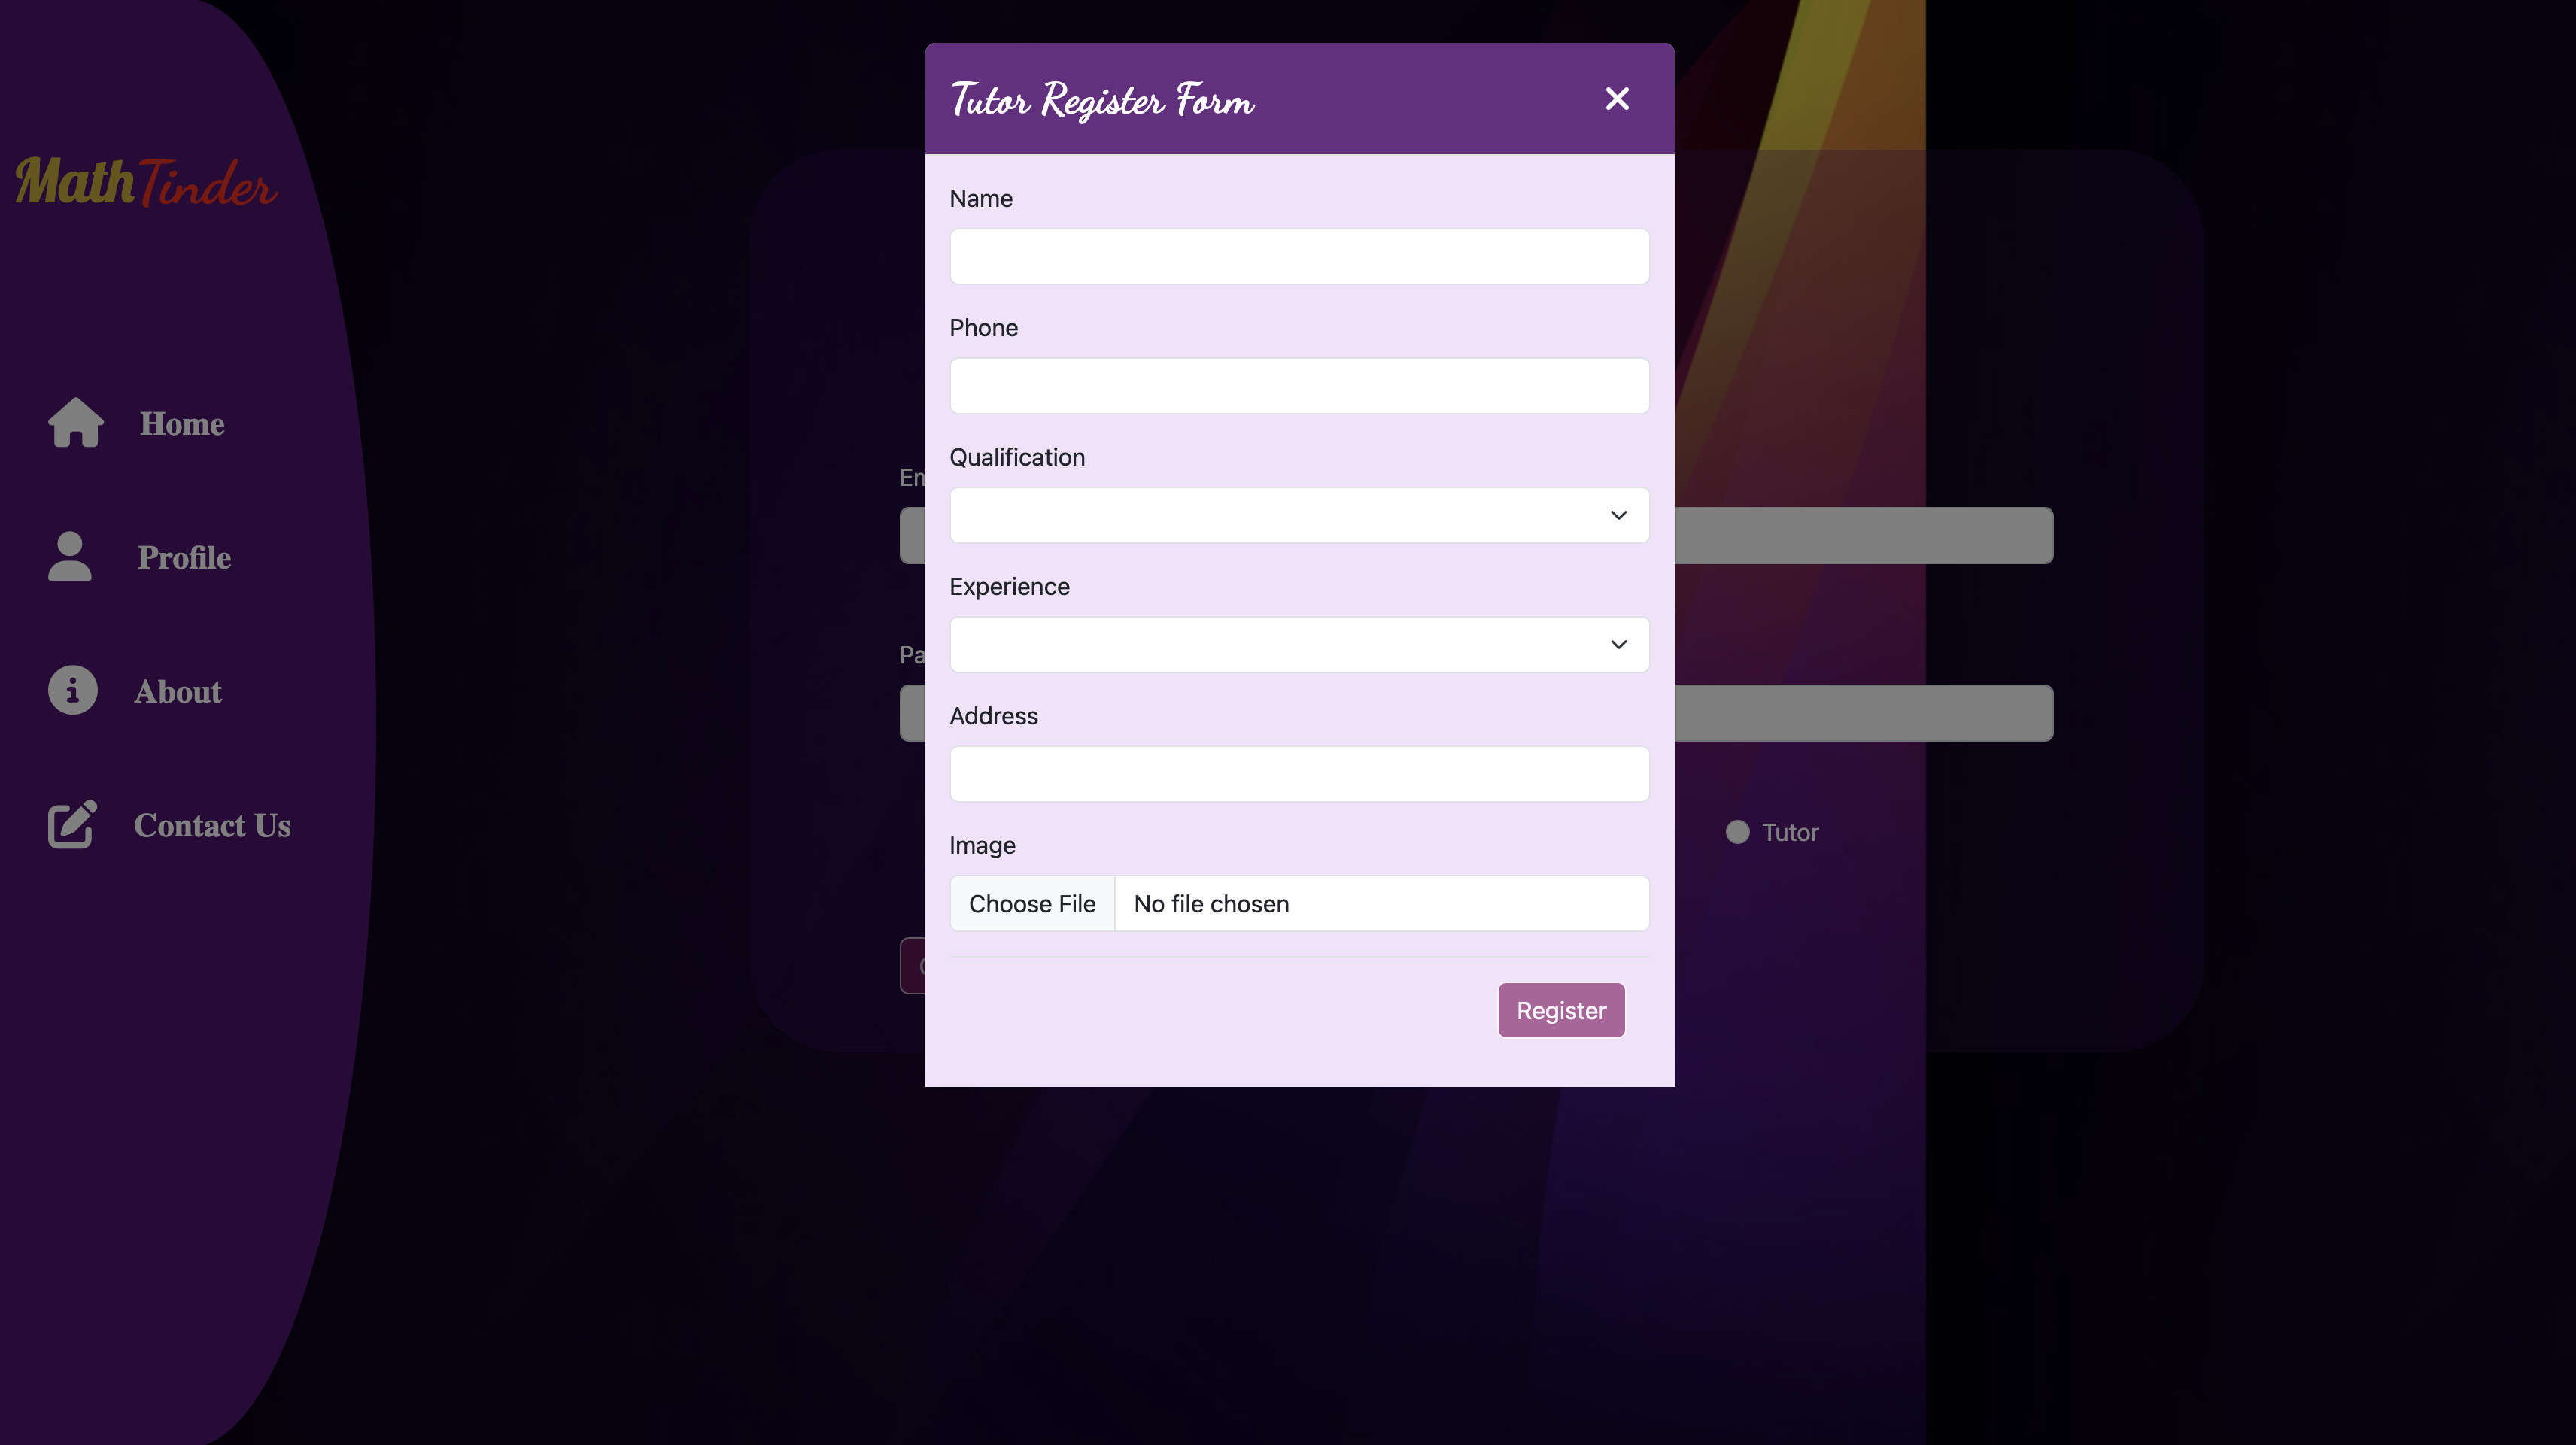 MathTinder
Home
Profile
About
Contact Us
Tutor Register Form
Name
Phone
Qualification
Experience
Address
Image
Choose File No file chosen
Register
Em
Pa
Tutor